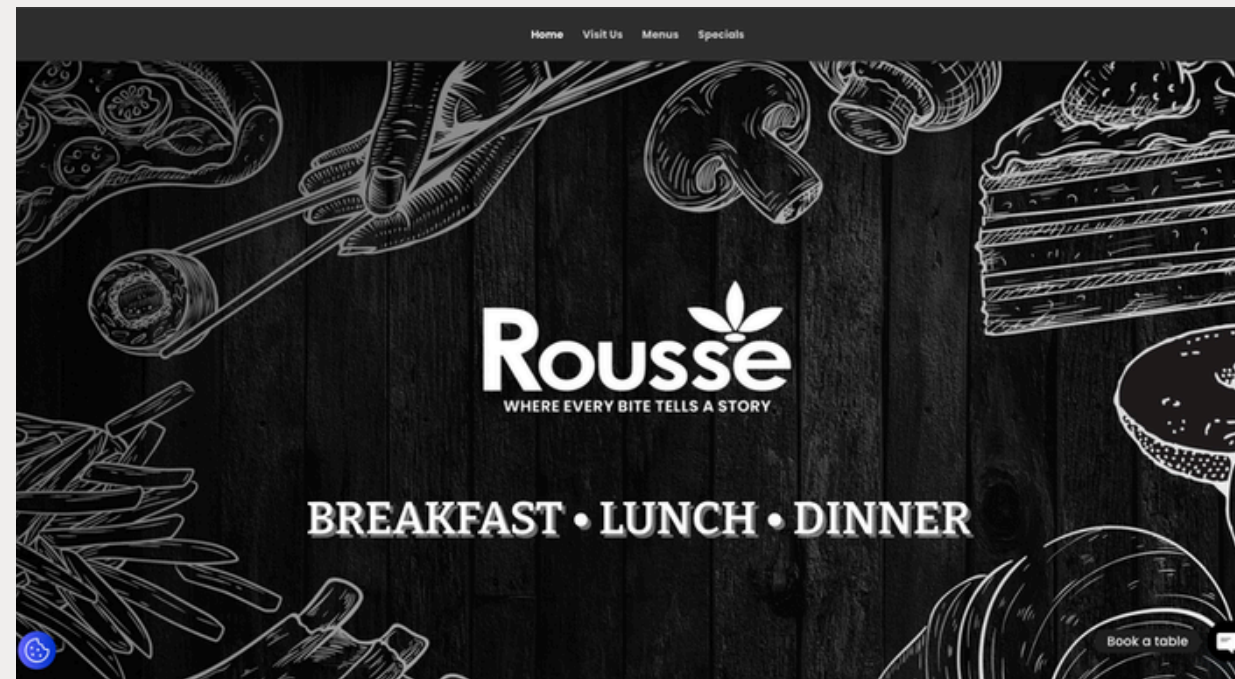 Home Visit Us Menus Specials
Rousse
WHERE EVERY BITE TELLS A STORY
BREAKFAST • LUNCH • DINNER
Book a table